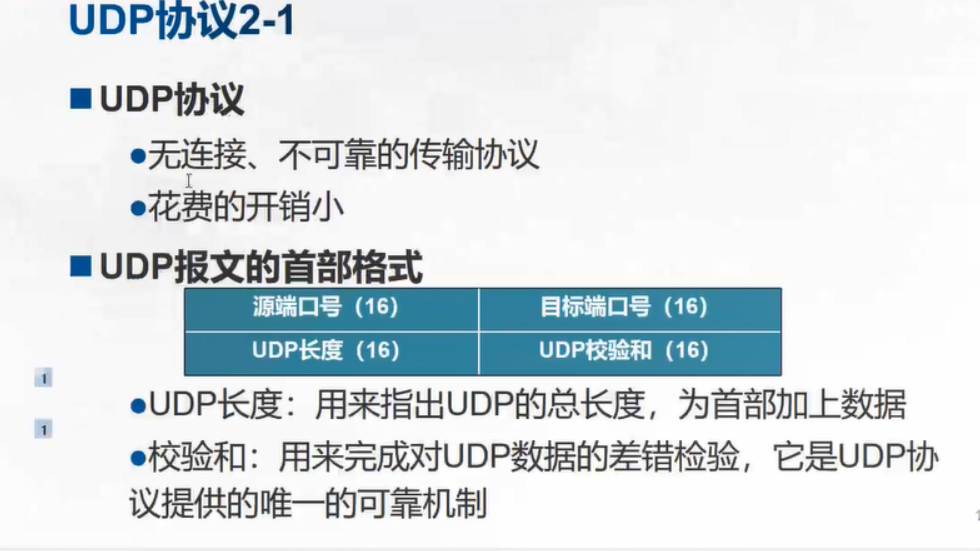 UDP协议2-1
■UDP协议
●无连接、不可靠的传输协议
●花费的开销小
■UDP报文的首部格式
源端口号（16） 目标端口号（16）
UDP长度（16） UDP校验和（16）
1
●UDP长度：用来指出UDP的总长度，为首部加上数据
1
●校验和：用来完成对UDP数据的差错检验，它是UDP协
议提供的唯一的可靠机制